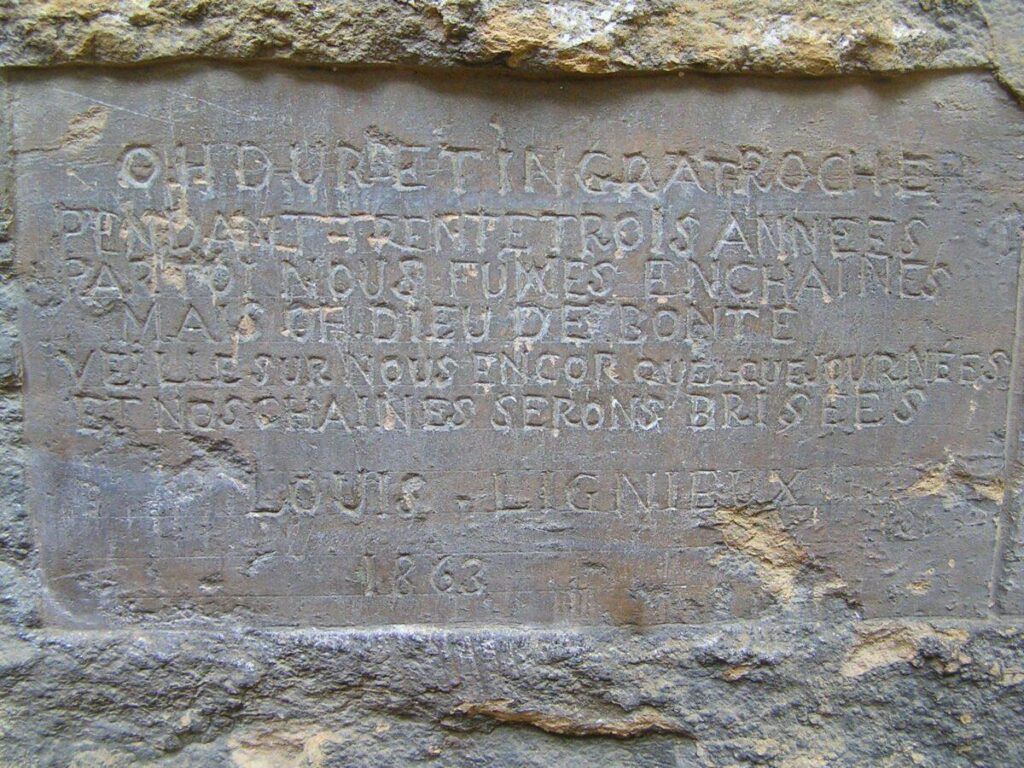 OH DUR ET INGRAT ROCHE
PENDANT TRENTE TROIS ANNEES
PAR TOI NOUS FUMES ENCHAINES
MAIS OH DIEU DE BONTE
VEILLE SUR NOUS ENCOR QUELQUE JOURNEES
ET NOS CHAINES SERONS BRISEES
LOUIS - LIGNIEUX
1863